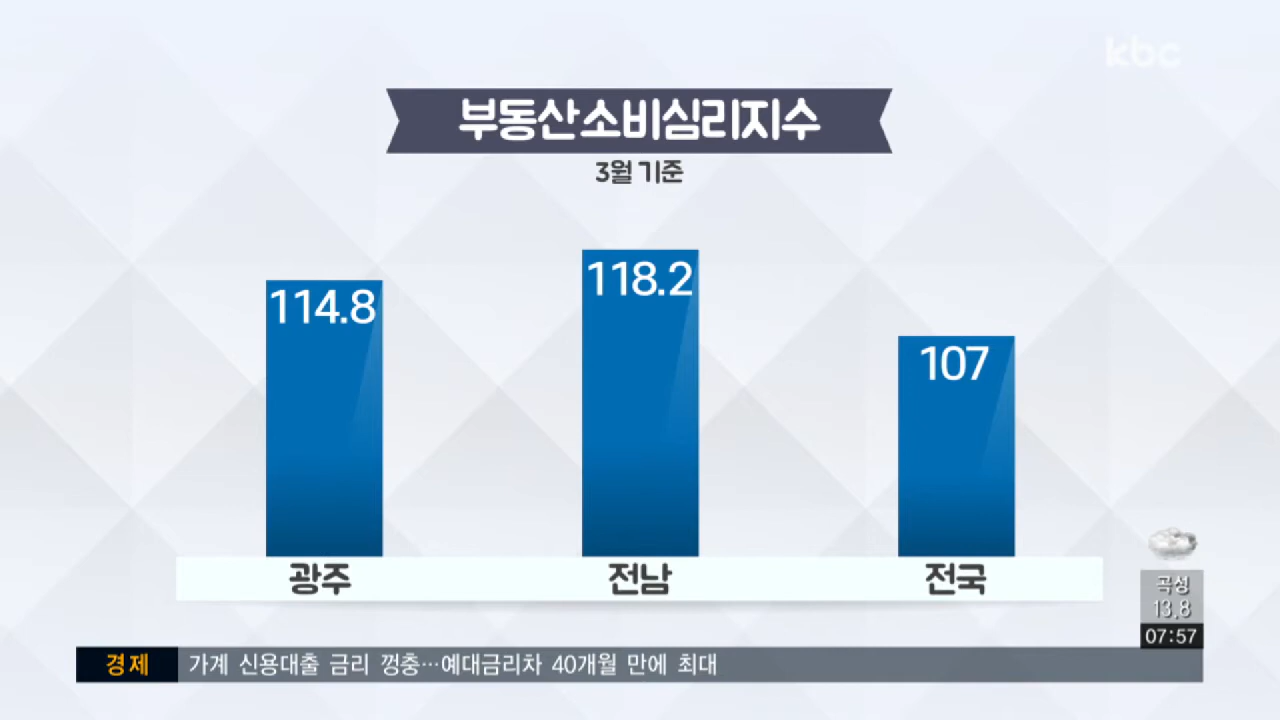 kbc
부동산소비심리지수
3월 기준
114.8
118.2
107
광주
전남
전국
곡성
13.8
07:57
경제
가계 신용대출 금리 껑충…예대금리차 40개월 만에 최대